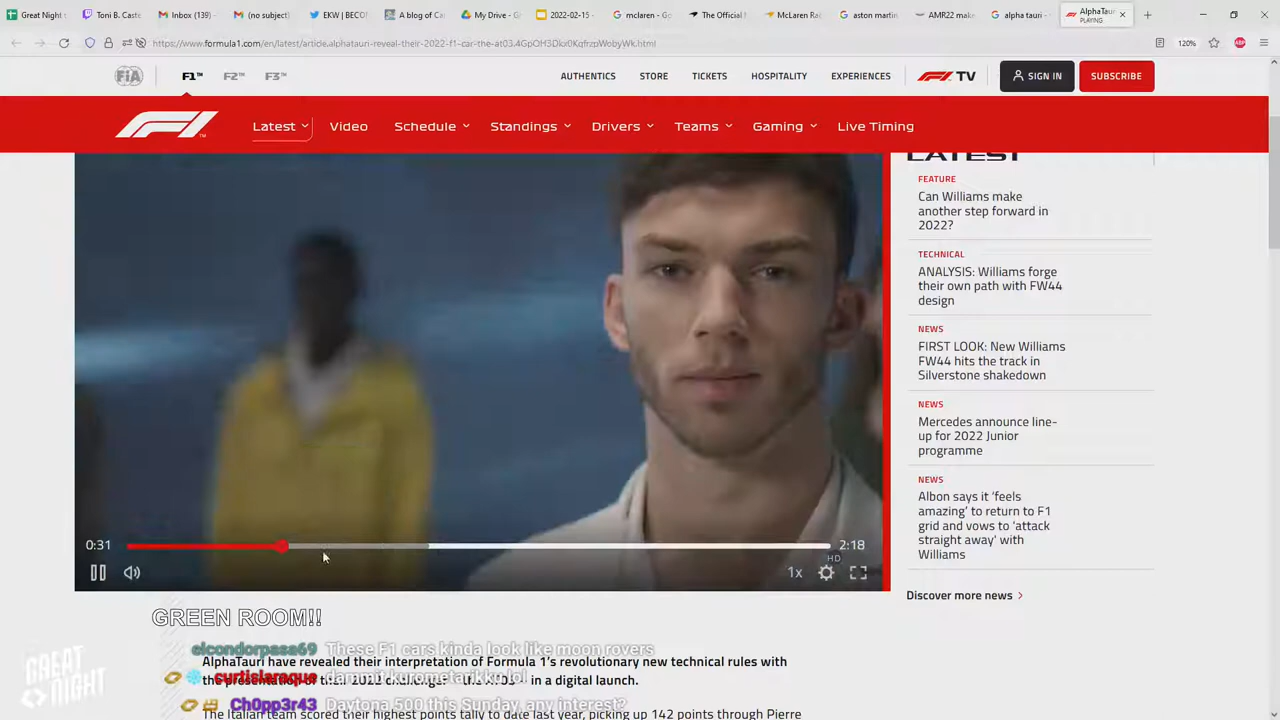 Great Night
Toni B. Casto
Inbox (139)
(no subject)
EKW | BECO
A blog of Ca
My Drive - G
2022-02-15
mclaren - Go
The Official
McLaren Ra
aston martin
AMR22 make
alpha tauri
AlphaTau
PLAYING
120%
FiA
F1™
F2™
F3™
AUTHENTICS
STORE
TICKETS
HOSPITALITY
EXPERIENCES
F1 TV
SIGN IN
SUBSCRIBE
F1
Latest
Video
Schedule
Standings
Drivers
Teams
Gaming
Live Timing
LATEST
FEATURE
Can Williams make
another step forward in
2022?
TECHNICAL
ANALYSIS: Williams forge
their own path with FW44
design
NEWS
FIRST LOOK: New Williams
FW44 hits the track in
Silverstone shakedown
NEWS
Mercedes announce line-
up for 2022 Junior
programme
NEWS
Albon says it ‘feels
amazing’ to return to F1
grid and vows to ‘attack
straight away’ with
Williams
Discover more news
0:31
2:18
HD
1x
GREEN ROOM!!
elcondorpasa69 These F1 cars kinda look like moon rovers
AlphaTauri have revealed their interpretation of Formula 1’s revolutionary new technical rules with
curtislaroque
in a digital launch.
Ch0pp3r43 Daytona 500 this Sunday, any interest?
The Italian team scored their highest points tally to date last year, picking up 142 points through Pierre
GREAT
NIGHT